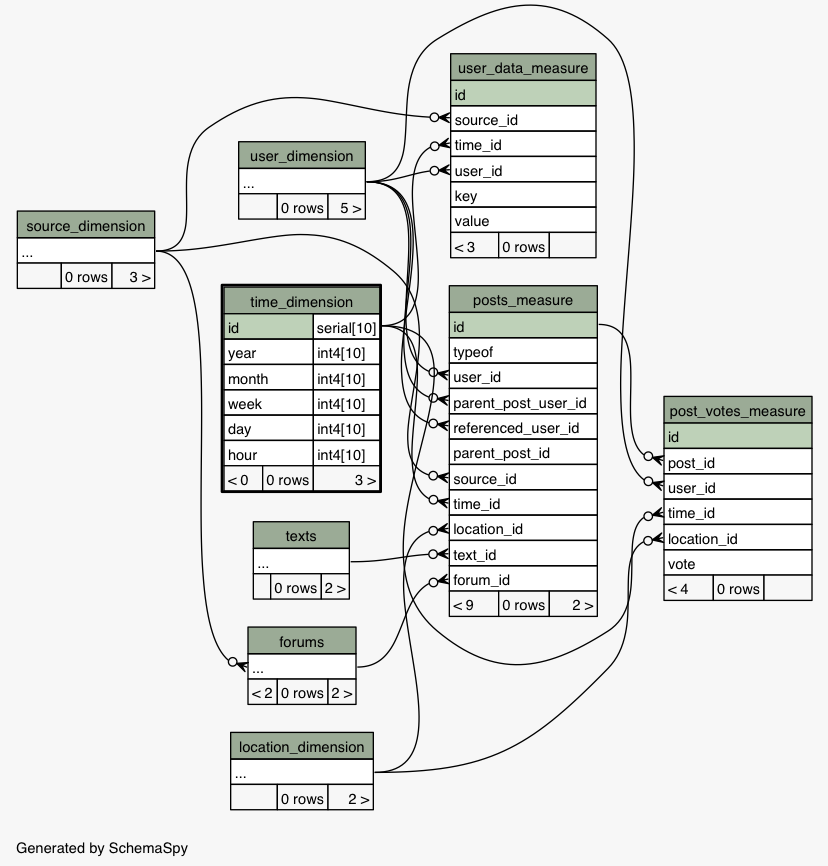 user_data_measure
id
source_id
time_id
user_id
key
value
< 3 0 rows
user_dimension
...
0 rows 5 >
source_dimension
...
0 rows 3 >
time_dimension
id serial[10]
year int4[10]
month int4[10]
week int4[10]
day int4[10]
hour int4[10]
< 0 0 rows 3 >
posts_measure
id
typeof
user_id
parent_post_user_id
referenced_user_id
parent_post_id
source_id
time_id
location_id
text_id
forum_id
< 9 0 rows 2 >
post_votes_measure
id
post_id
user_id
time_id
location_id
vote
< 4 0 rows
texts
...
0 rows 2 >
forums
...
< 2 0 rows 2 >
location_dimension
...
0 rows 2 >
Generated by SchemaSpy